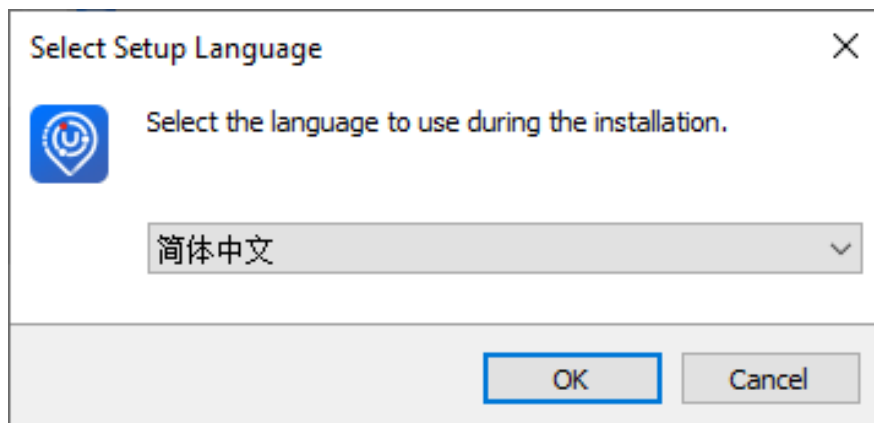 Select Setup Language
Select the language to use during the installation.
简体中文
OK
Cancel